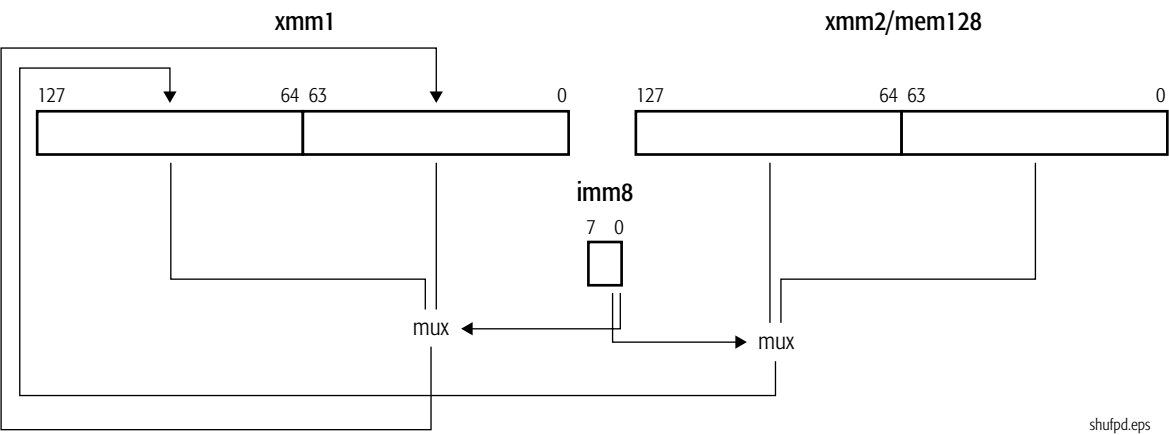 xmm1 xmm2/mem128
127 64 63 0 127 64 63 0
imm8
7 0
mux mux
shufpd.eps